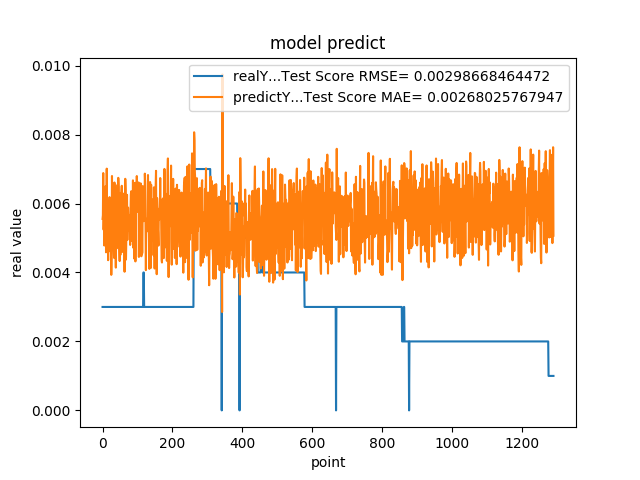 model predict
realY...Test Score RMSE= 0.00298668464472
predictY...Test Score MAE= 0.00268025767947
real value
0.010
0.008
0.006
0.004
0.002
0.000
0 200 400 600 800 1000 1200
point